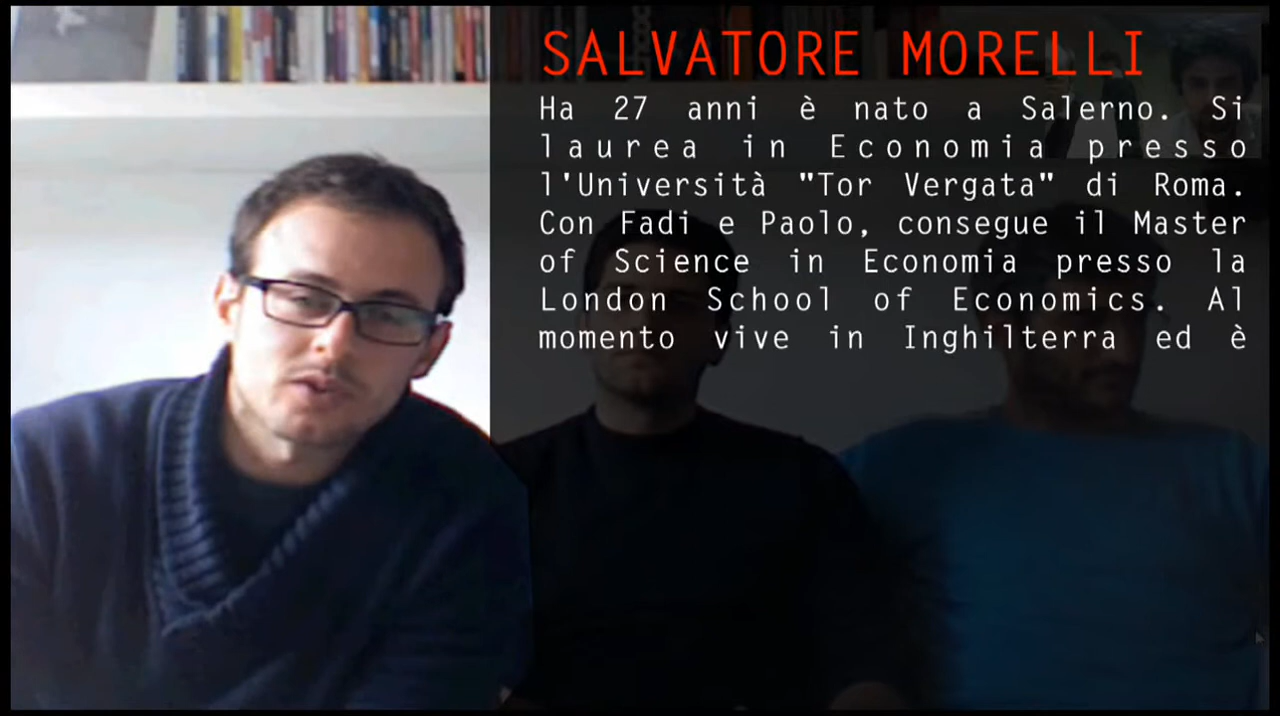 SALVATORE MORELLI
Ha 27 anni è nato a Salerno. Si
laurea in Economia presso
l'Università "Tor Vergata" di Roma.
Con Fadi e Paolo, consegue il Master
of Science in Economia presso la
London School of Economics. Al
momento vive in Inghilterra ed è